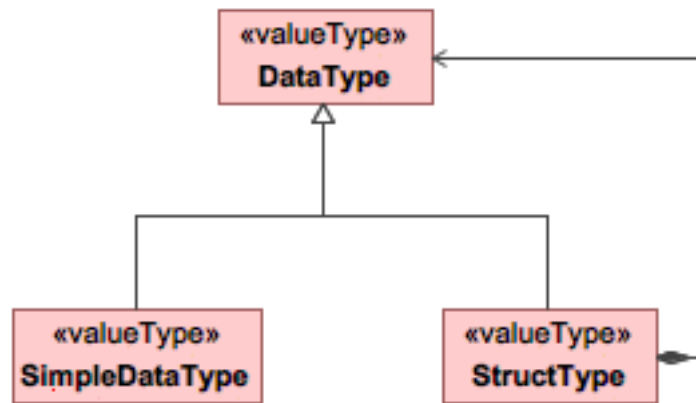 «valueType»
DataType
«valueType»
SimpleDataType
«valueType»
StructType